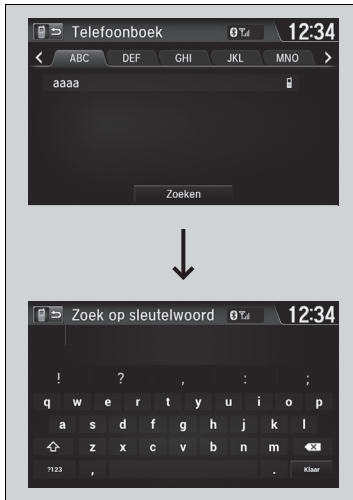 Telefoonboek 12:34
ABC DEF GHI JKL MNO
aaaa
Zoeken
Zoek op sleutelwoord 12:34
! ? , : ;
q w e r t y u i o p
a s d f g h j k l
z x c v b n m
?123 , . Klaar